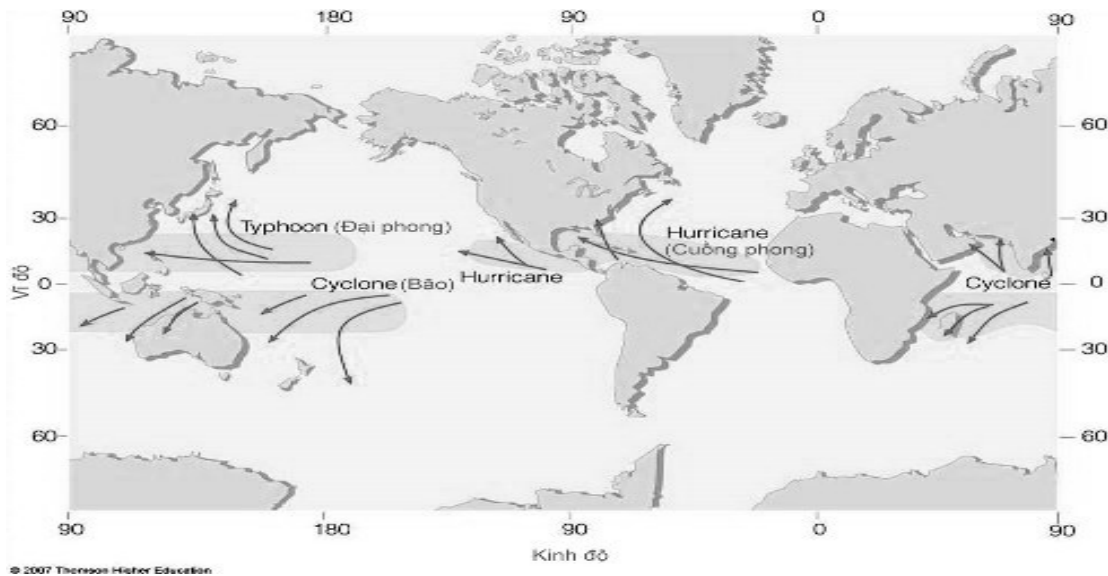 90 180 90 0 90
60 60
30 30
Typhoon (Đại phong)
Hurricane
(Cuồng phong)
Vĩ độ
0 0
Cyclone (Bão)
Hurricane
Cyclone
30 30
60 60
90 180 90 0 90
Kinh độ
© 2007 Thomson Higher Education